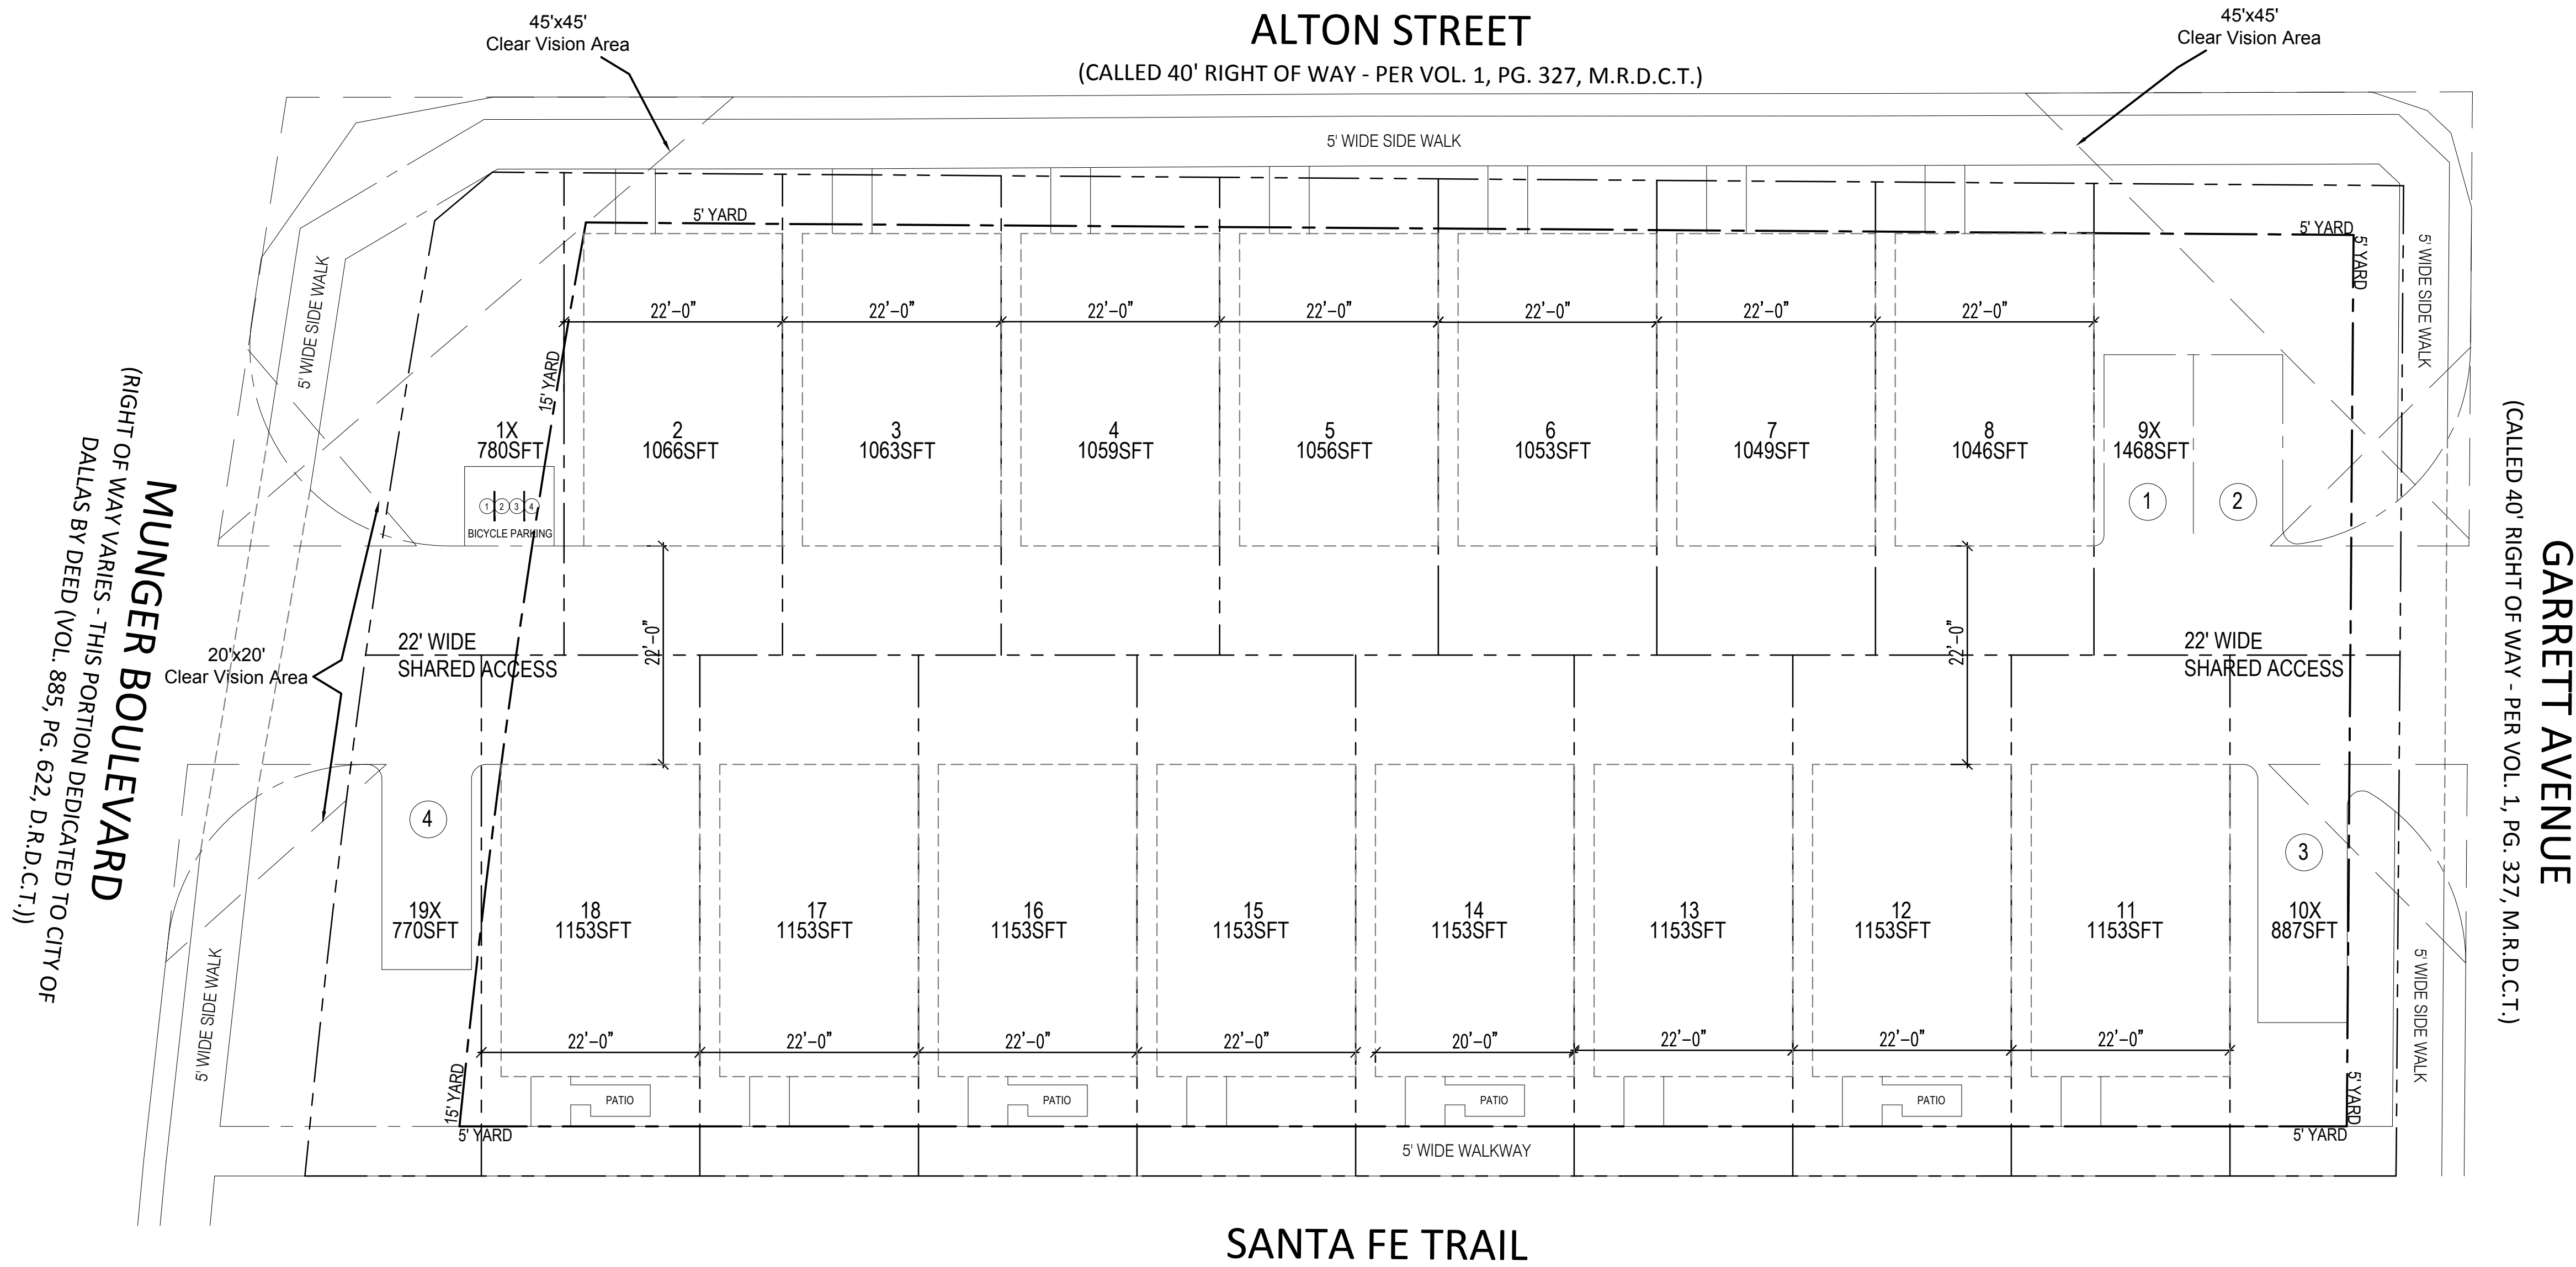 45'x45'
Clear Vision Area
ALTON STREET
(CALLED 40' RIGHT OF WAY - PER VOL. 1, PG. 327, M.R.D.C.T.)
45'x45'
Clear Vision Area
5' WIDE SIDE WALK
5' YARD
5' YARD
5' YARD
5' WIDE SIDE WALK
5' WIDE SIDE WALK
22'-0"
22'-0"
22'-0"
22'-0"
22'-0"
22'-0"
22'-0"
15' YARD
1X
780SFT
2
1066SFT
3
1063SFT
4
1059SFT
5
1056SFT
6
1053SFT
7
1049SFT
8
1046SFT
9X
1468SFT
1
2
1 2 3 4
BICYCLE PARKING
MUNGER BOULEVARD
(RIGHT OF WAY VARIES - THIS PORTION DEDICATED TO CITY OF
DALLAS BY DEED (VOL. 885, PG. 622, D.R.D.C.T.))
GARRETT AVENUE
(CALLED 40' RIGHT OF WAY - PER VOL. 1, PG. 327, M.R.D.C.T.)
20'x20'
Clear Vision Area
22' WIDE
SHARED ACCESS
22'-0"
22'-0"
22' WIDE
SHARED ACCESS
4
3
19X
770SFT
18
1153SFT
17
1153SFT
16
1153SFT
15
1153SFT
14
1153SFT
13
1153SFT
12
1153SFT
11
1153SFT
10X
887SFT
5' WIDE SIDE WALK
5' WIDE SIDE WALK
22'-0"
22'-0"
22'-0"
22'-0"
20'-0"
22'-0"
22'-0"
22'-0"
15' YARD
PATIO
PATIO
PATIO
PATIO
5' YARD
5' YARD
5' YARD
5' WIDE WALKWAY
SANTA FE TRAIL